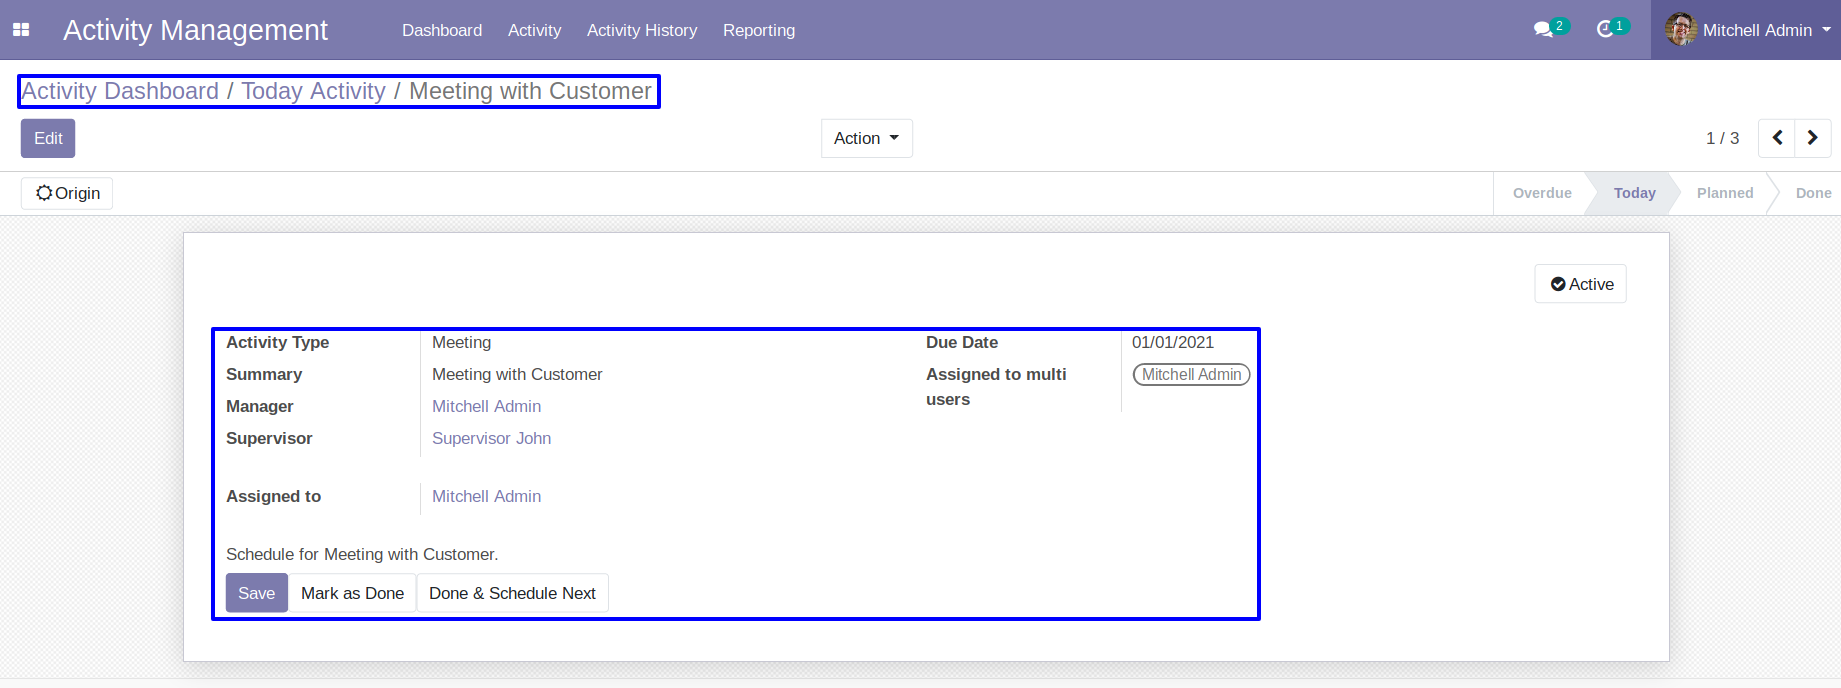 Activity Management Dashboard Activity Activity History Reporting 2 1 Mitchell Admin
Activity Dashboard / Today Activity / Meeting with Customer
Edit Action 1 / 3
Origin Overdue Today Planned Done
Active
Activity Type Meeting Due Date 01/01/2021
Summary Meeting with Customer Assigned to multi users Mitchell Admin
Manager Mitchell Admin
Supervisor Supervisor John
Assigned to Mitchell Admin
Schedule for Meeting with Customer.
Save Mark as Done Done & Schedule Next